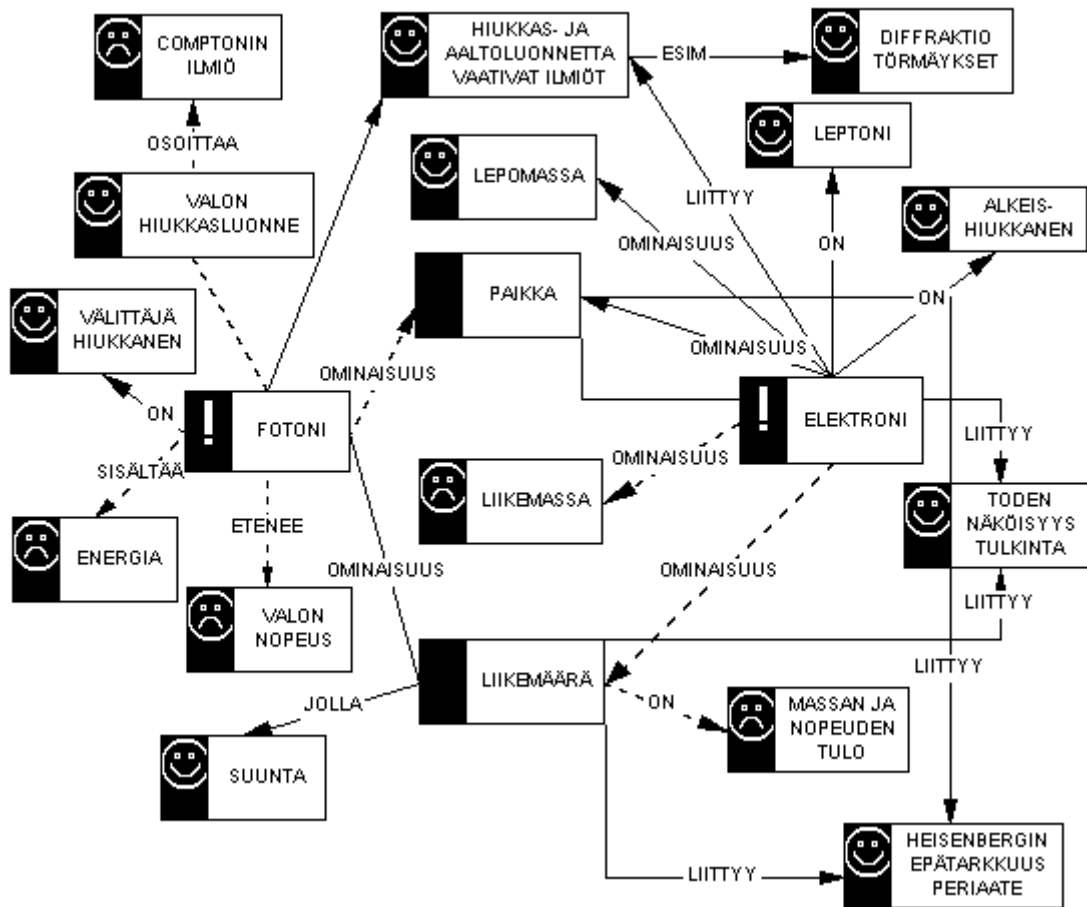 COMPTONIN
ILMIÖ
HIUKKAS- JA
AALTOLUONNETTA
VAATIVAT ILMIÖT
ESIM
DIFFRAKTIO
TÖRMÄYKSET
OSOITTAA
LEPTONI
LEPOMASSA
LIITTYY
VALON
HIUKKASLUONNE
ALKEIS-
HIUKKANEN
OMINAISUUS
ON
PAIKKA
ON
VÄLITTÄJÄ
HIUKKANEN
OMINAISUUS
OMINAISUUS
ON
!
FOTONI
!
ELEKTRONI
LIITTYY
SISÄLTÄÄ
OMINAISUUS
LIIKEMASSA
TODEN
NÄKÖISYYS
TULKINTA
ENERGIA
ETENEE
OMINAISUUS
OMINAISUUS
LIITTYY
VALON
NOPEUS
LIITTYY
LIIKEMÄÄRÄ
JOLLA
ON
MASSAN JA
NOPEUDEN
TULO
SUUNTA
HEISENBERGIN
EPÄTARKKUUS
PERIAATE
LIITTYY